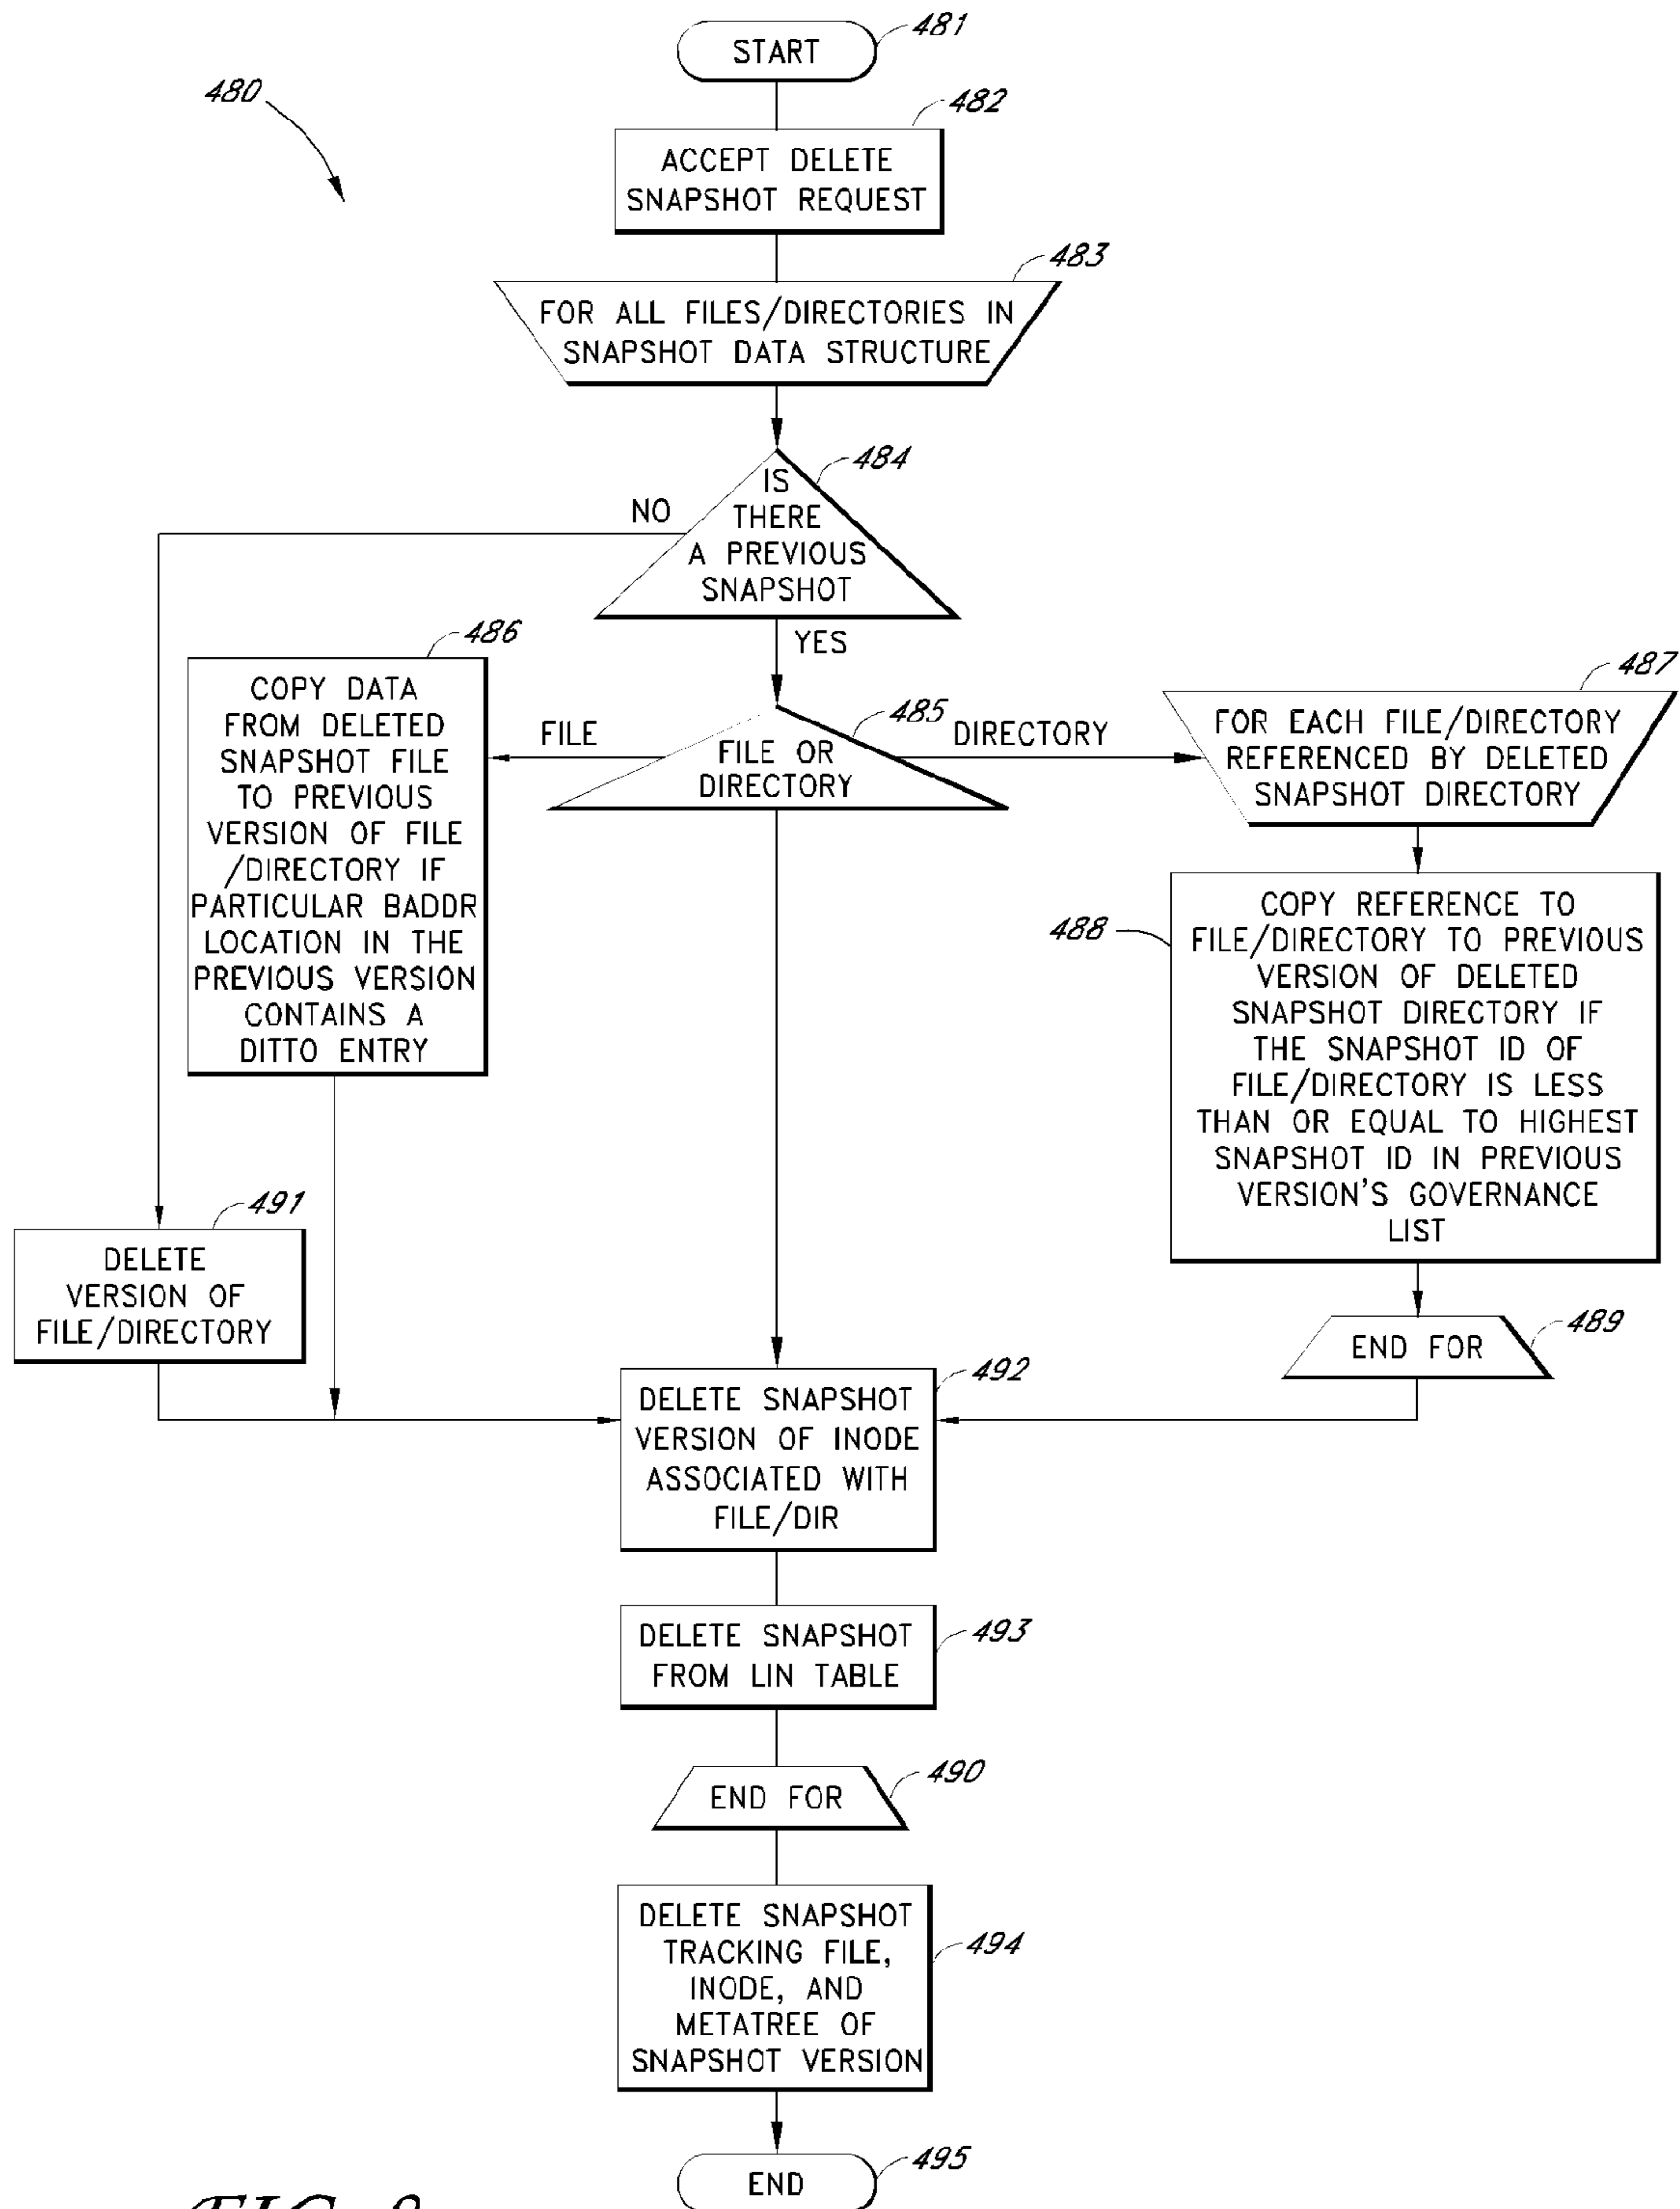 481
START
480
482
ACCEPT DELETE
SNAPSHOT REQUEST
483
FOR ALL FILES/DIRECTORIES IN
SNAPSHOT DATA STRUCTURE
484
IS
THERE
A PREVIOUS
SNAPSHOT
NO
YES
486
COPY DATA
FROM DELETED
SNAPSHOT FILE
TO PREVIOUS
VERSION OF FILE
/DIRECTORY IF
PARTICULAR BADDR
LOCATION IN THE
PREVIOUS VERSION
CONTAINS A
DITTO ENTRY
FILE
485
FILE OR
DIRECTORY
DIRECTORY
487
FOR EACH FILE/DIRECTORY
REFERENCED BY DELETED
SNAPSHOT DIRECTORY
488
COPY REFERENCE TO
FILE/DIRECTORY TO PREVIOUS
VERSION OF DELETED
SNAPSHOT DIRECTORY IF
THE SNAPSHOT ID OF
FILE/DIRECTORY IS LESS
THAN OR EQUAL TO HIGHEST
SNAPSHOT ID IN PREVIOUS
VERSION'S GOVERNANCE
LIST
491
DELETE
VERSION OF
FILE/DIRECTORY
489
END FOR
492
DELETE SNAPSHOT
VERSION OF INODE
ASSOCIATED WITH
FILE/DIR
493
DELETE SNAPSHOT
FROM LIN TABLE
490
END FOR
494
DELETE SNAPSHOT
TRACKING FILE,
INODE, AND
METATREE OF
SNAPSHOT VERSION
495
END